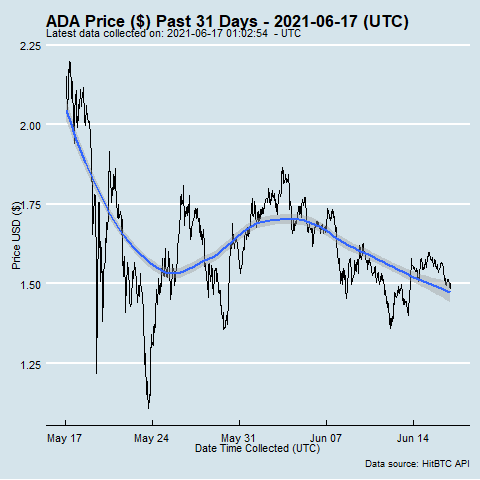 ADA Price ($) Past 31 Days - 2021-06-17 (UTC)
Latest data collected on: 2021-06-17 01:02:54 - UTC
2.25
2.00
1.75
1.50
1.25
Price USD ($)
May 17
May 24
May 31
Jun 07
Jun 14
Date Time Collected (UTC)
Data source: HitBTC API